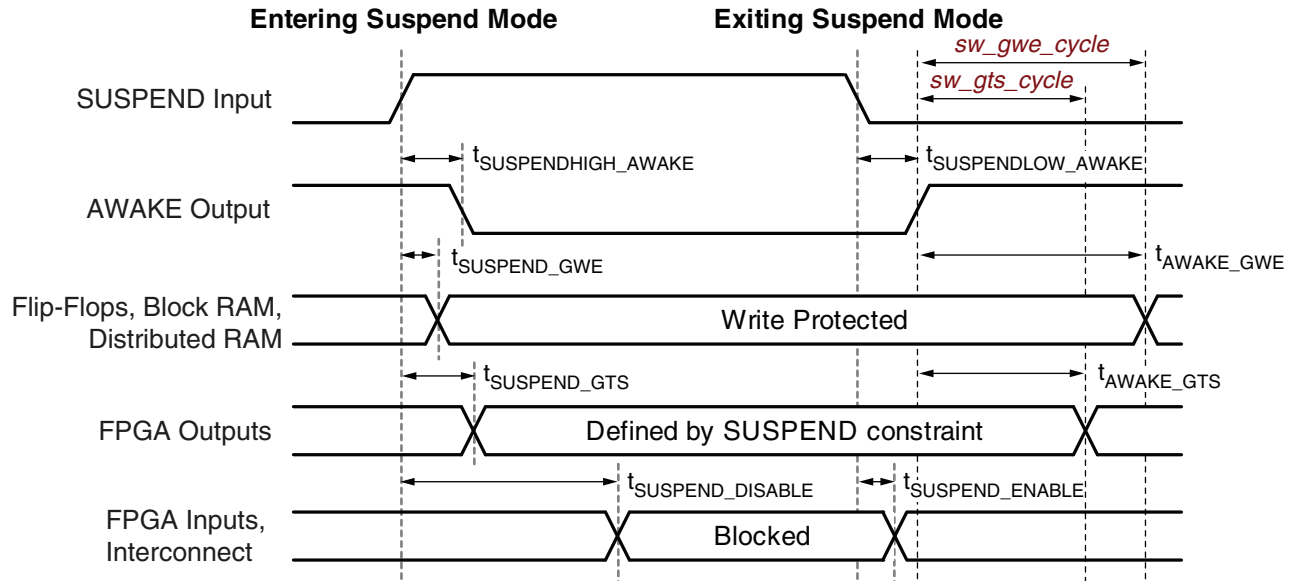 Entering Suspend Mode Exiting Suspend Mode
sw_gwe_cycle
sw_gts_cycle
SUSPEND Input
tSUSPENDHIGH_AWAKE tSUSPENDLOW_AWAKE
AWAKE Output
tSUSPEND_GWE tAWAKE_GWE
Flip-Flops, Block RAM,
Distributed RAM
Write Protected
tSUSPEND_GTS tAWAKE_GTS
FPGA Outputs Defined by SUSPEND constraint
tSUSPEND_DISABLE tSUSPEND_ENABLE
FPGA Inputs,
Interconnect
Blocked